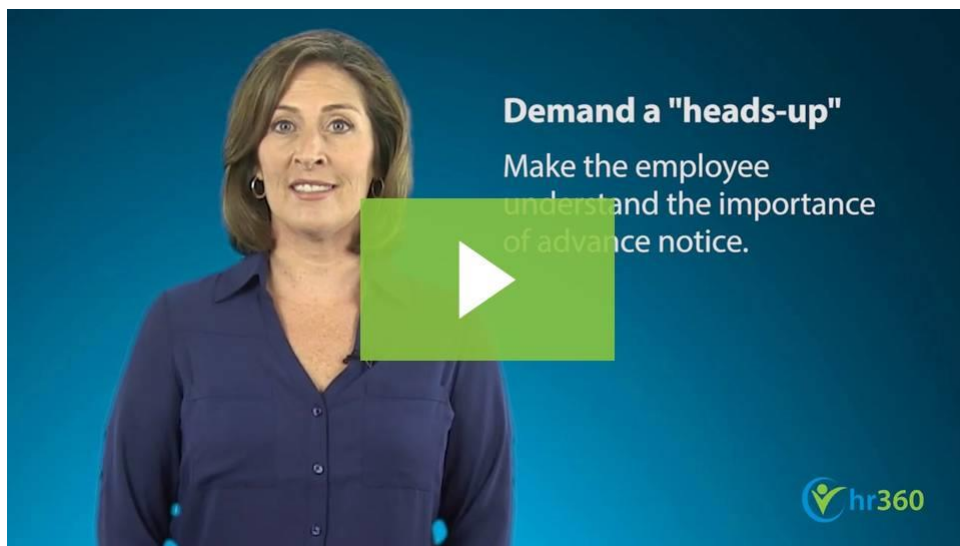 Demand a "heads-up"
Make the employee
understand the importance
of advance notice.
hr360